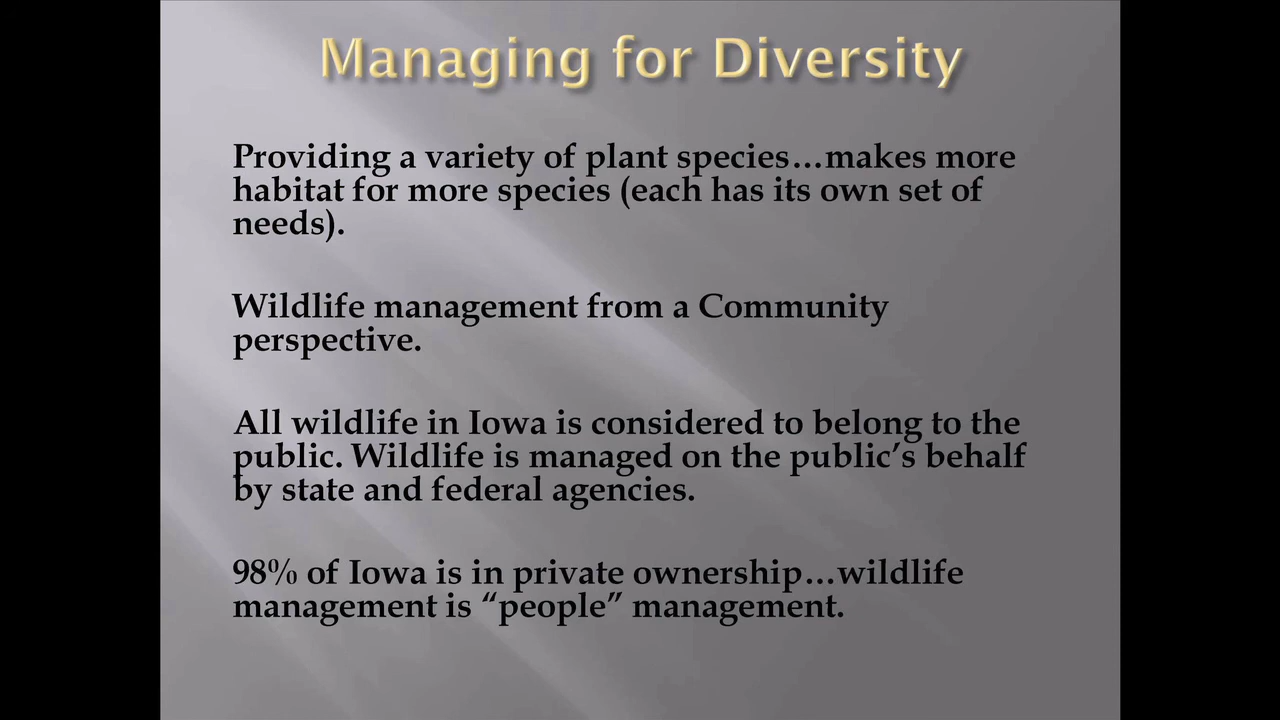 Managing for Diversity
Providing a variety of plant species…makes more
habitat for more species (each has its own set of
needs).
Wildlife management from a Community
perspective.
All wildlife in Iowa is considered to belong to the
public. Wildlife is managed on the public’s behalf
by state and federal agencies.
98% of Iowa is in private ownership…wildlife
management is “people” management.